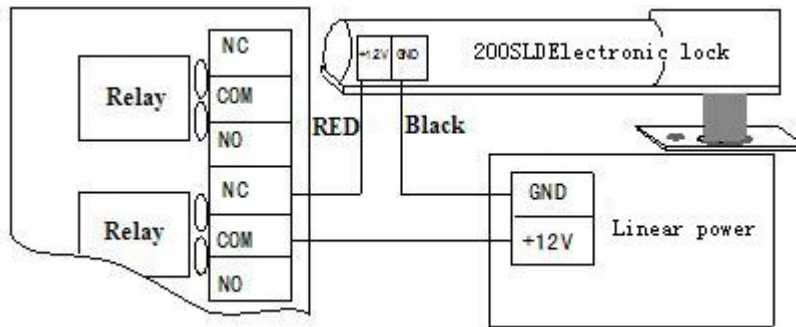 NC
+12V GND
200SLDElectronic lock
Relay
COM
NO
RED
Black
NC
GND
Relay
COM
+12V
Linear power
NO